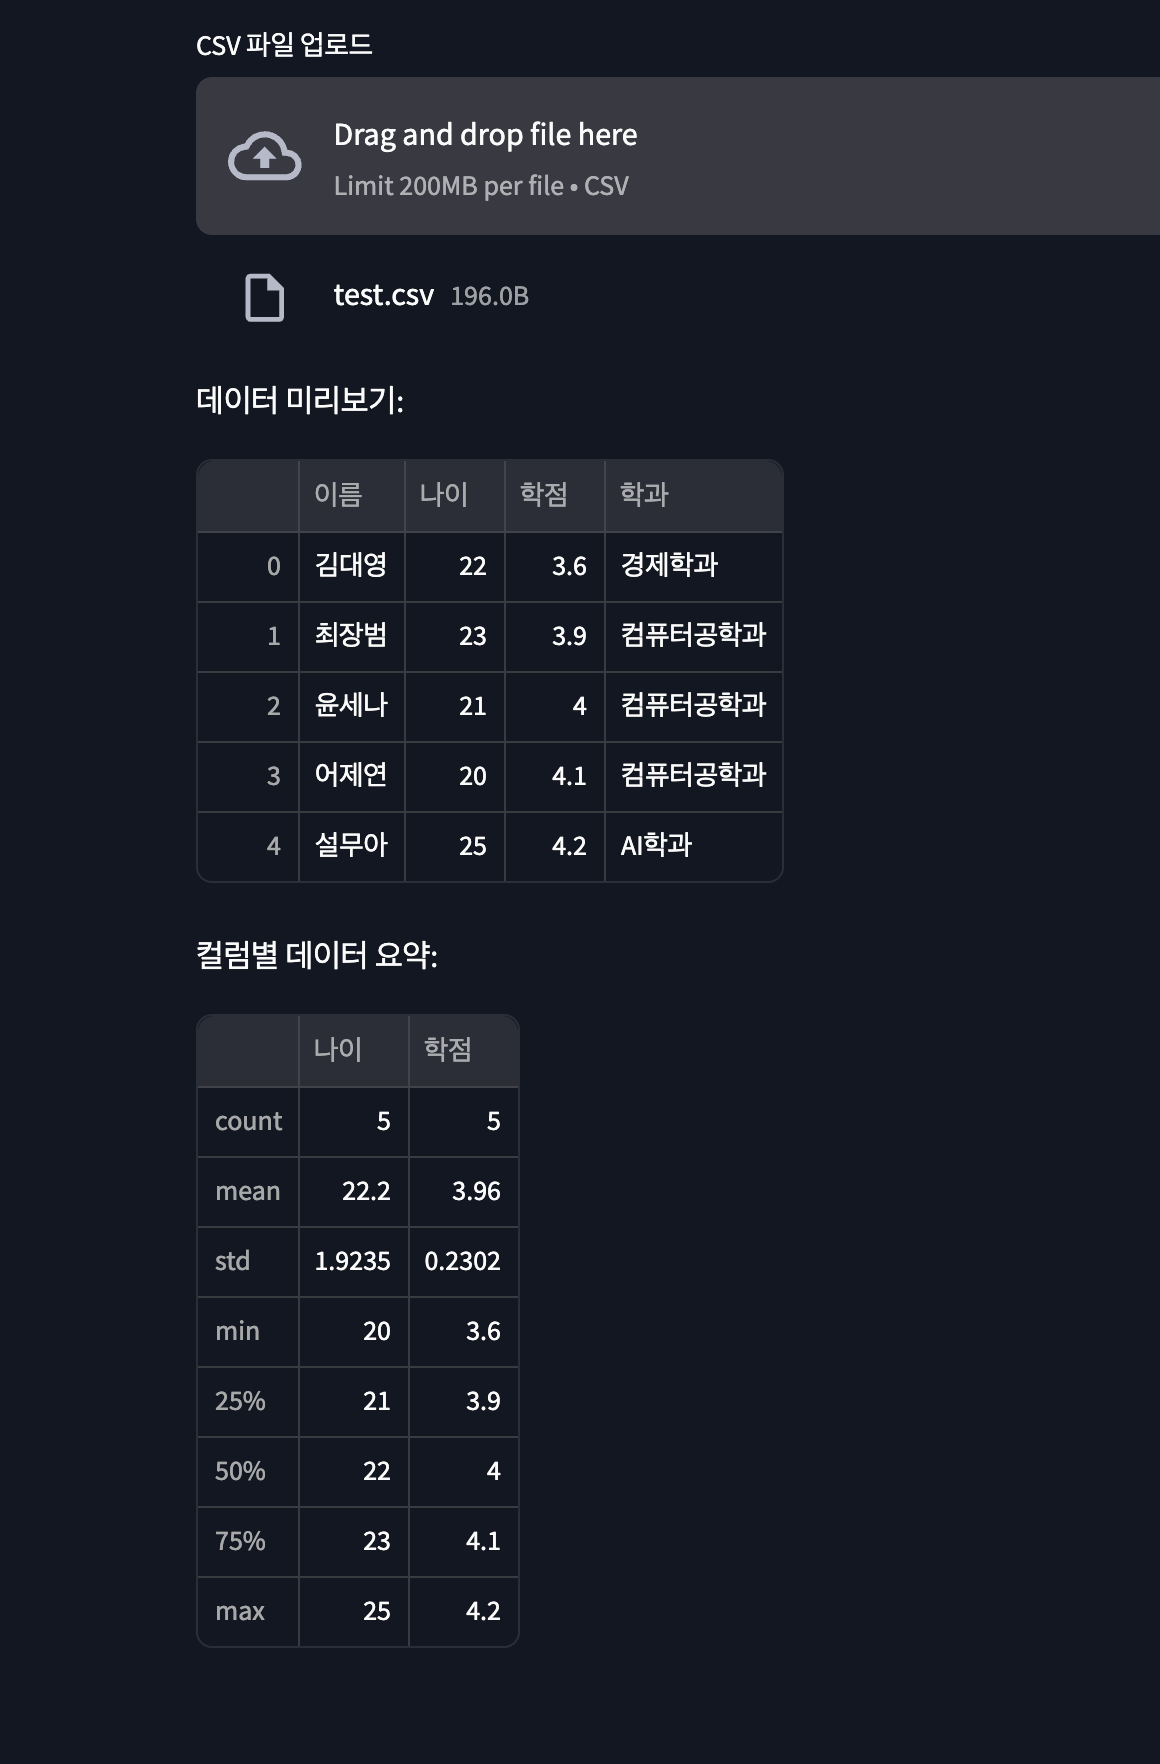 CSV 파일 업로드
Drag and drop file here
Limit 200MB per file • CSV
test.csv 196.0B
데이터 미리보기:
이름 나이 학점 학과
0 김대영 22 3.6 경제학과
1 최장범 23 3.9 컴퓨터공학과
2 윤세나 21 4 컴퓨터공학과
3 어제연 20 4.1 컴퓨터공학과
4 설무아 25 4.2 AI학과
컬럼별 데이터 요약:
나이 학점
count 5 5
mean 22.2 3.96
std 1.9235 0.2302
min 20 3.6
25% 21 3.9
50% 22 4
75% 23 4.1
max 25 4.2